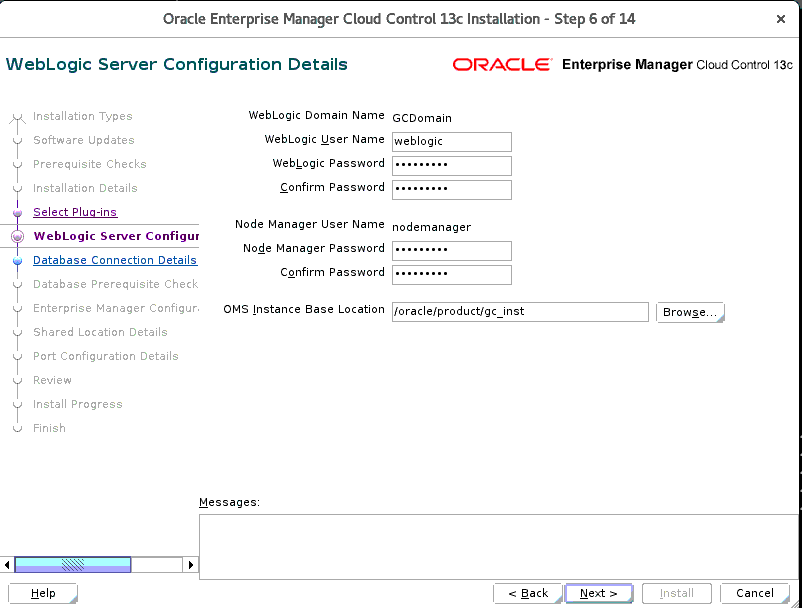 Oracle Enterprise Manager Cloud Control 13c Installation - Step 6 of 14
WebLogic Server Configuration Details
ORACLE Enterprise Manager Cloud Control 13c
Installation Types
Software Updates
Prerequisite Checks
Installation Details
Select Plug-ins
WebLogic Server Configur
Database Connection Details
Database Prerequisite Check
Enterprise Manager Configura
Shared Location Details
Port Configuration Details
Review
Install Progress
Finish
WebLogic Domain Name GCDomain
WebLogic User Name weblogic
WebLogic Password •••••••••
Confirm Password •••••••••
Node Manager User Name nodemanager
Node Manager Password •••••••••
Confirm Password •••••••••
OMS Instance Base Location /oracle/product/gc_inst Browse...
Messages:
Help < Back Next > Install Cancel